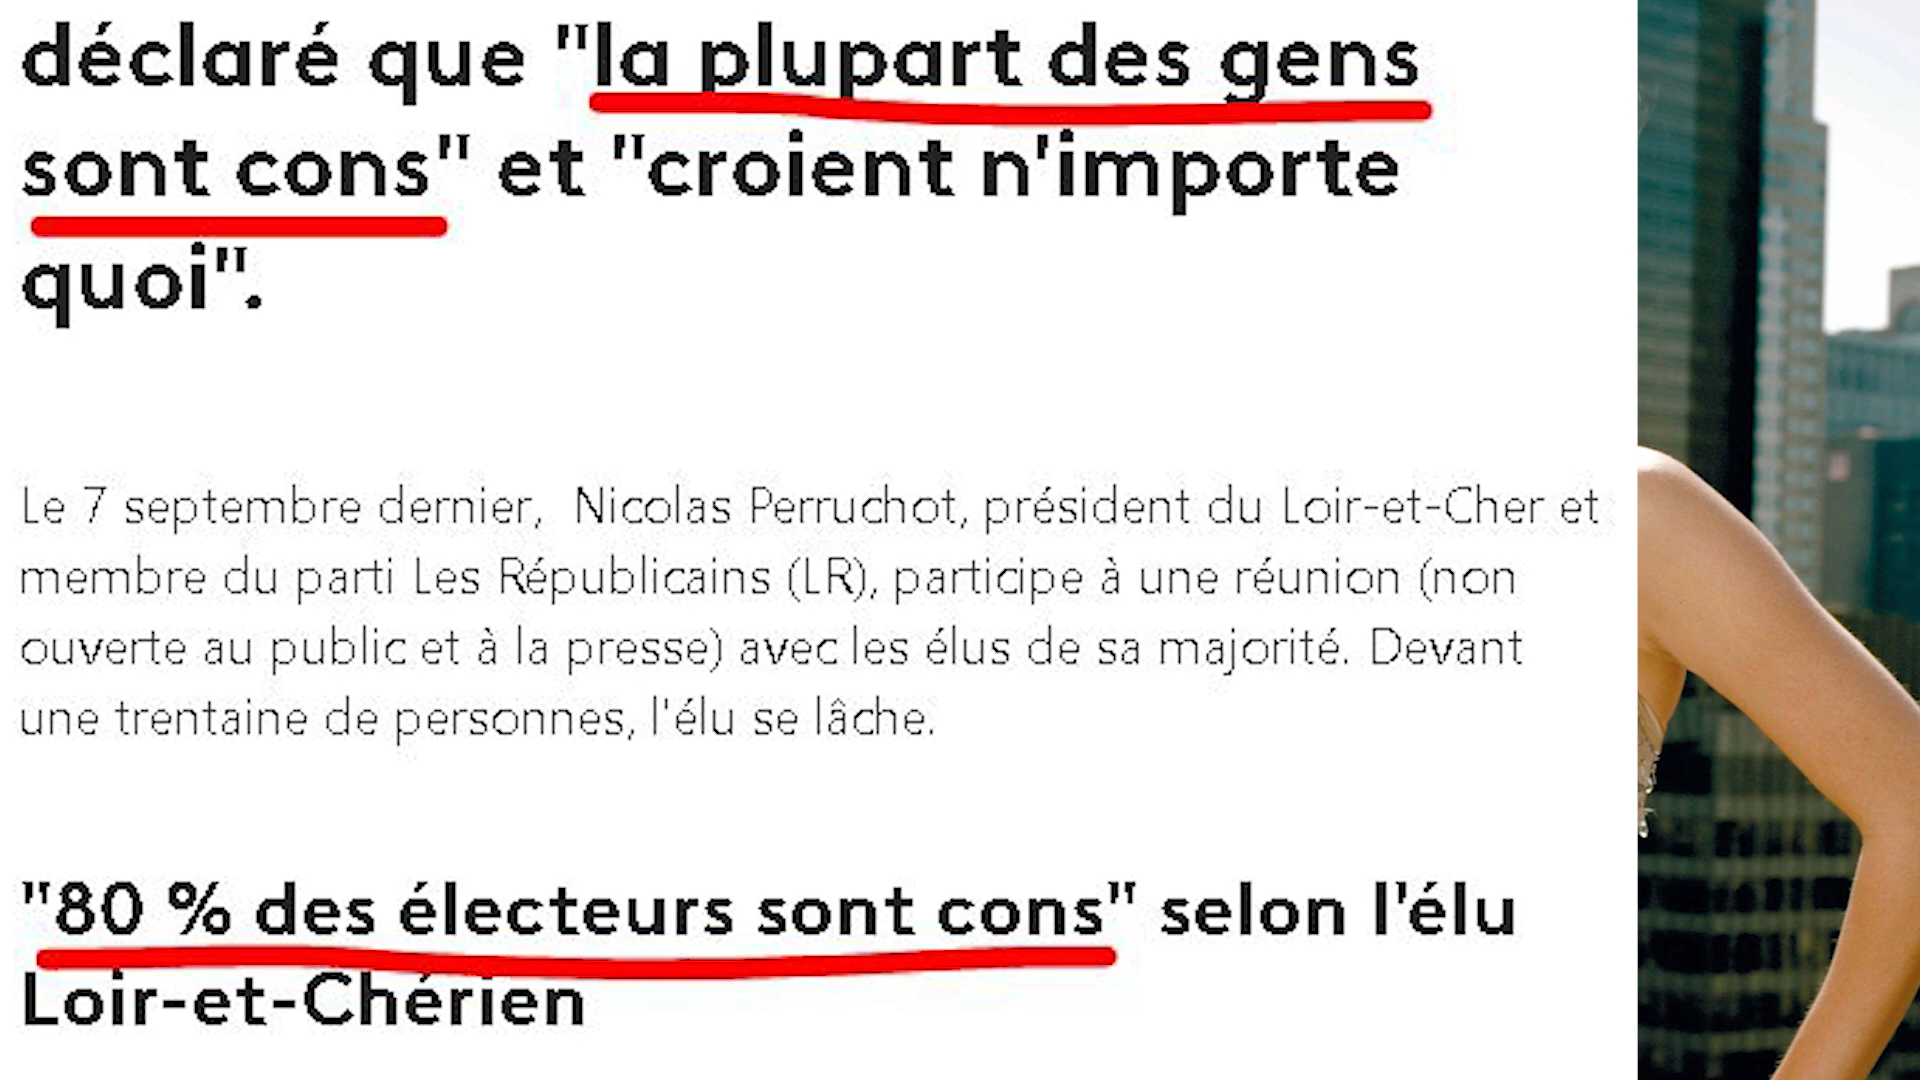 déclaré que "la plupart des gens
sont cons" et "croient n'importe
quoi".
Le 7 septembre dernier, Nicolas Perruchot, président du Loir-et-Cher et
membre du parti Les Républicains (LR), participe à une réunion (non
ouverte au public et à la presse) avec les élus de sa majorité. Devant
une trentaine de personnes, l'élu se lâche.
"80 % des électeurs sont cons" selon l'élu
Loir-et-Chérien